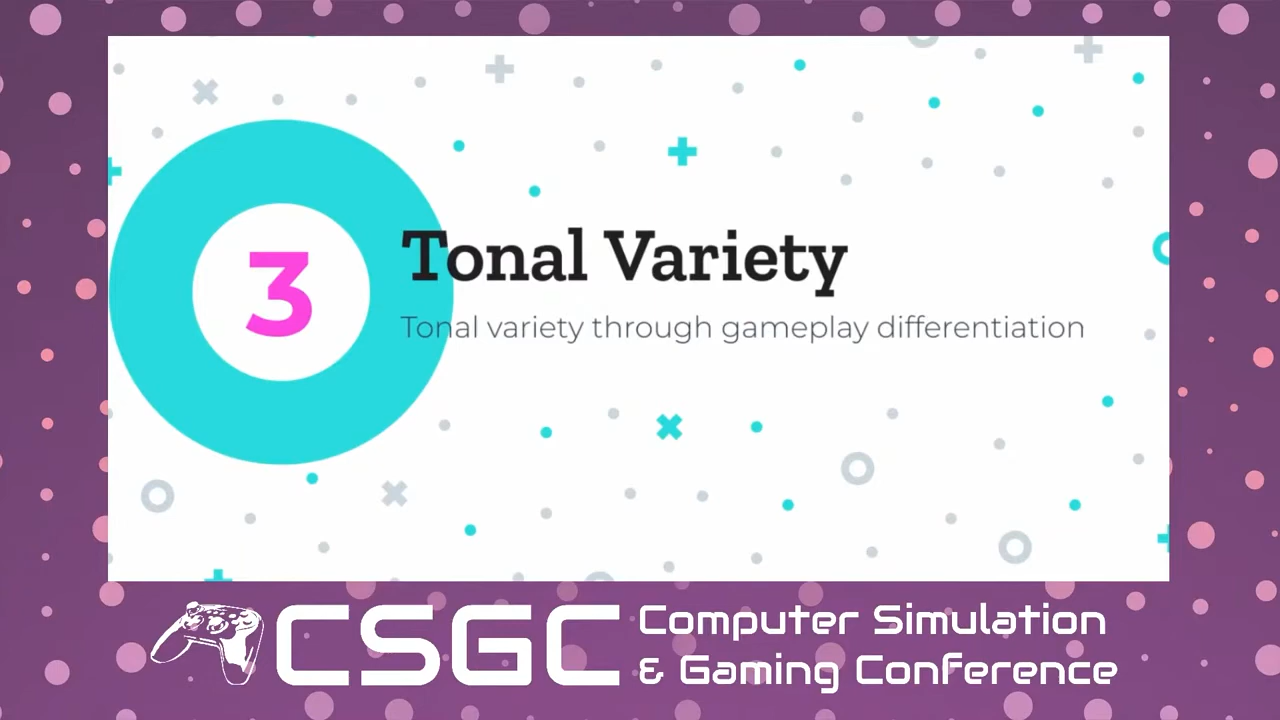 3
Tonal Variety
Tonal variety through gameplay differentiation
CSGC
Computer Simulation
& Gaming Conference